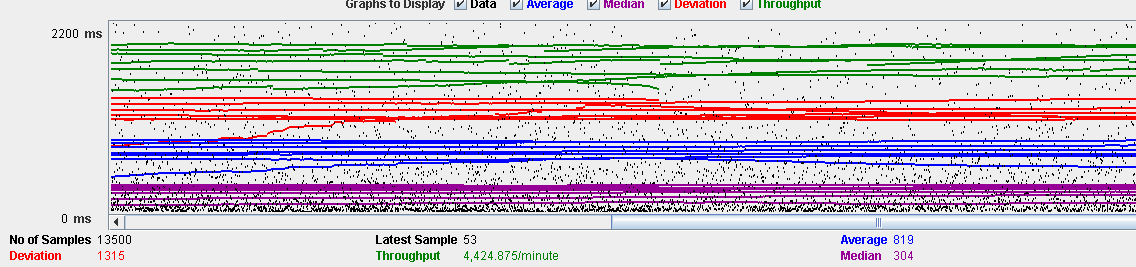 Graphs to Display Data Average Median Deviation Throughput
2200 ms
0 ms
No of Samples 13500 Latest Sample 53 Average 819
Deviation 1315 Throughput 4,424.875/minute Median 304